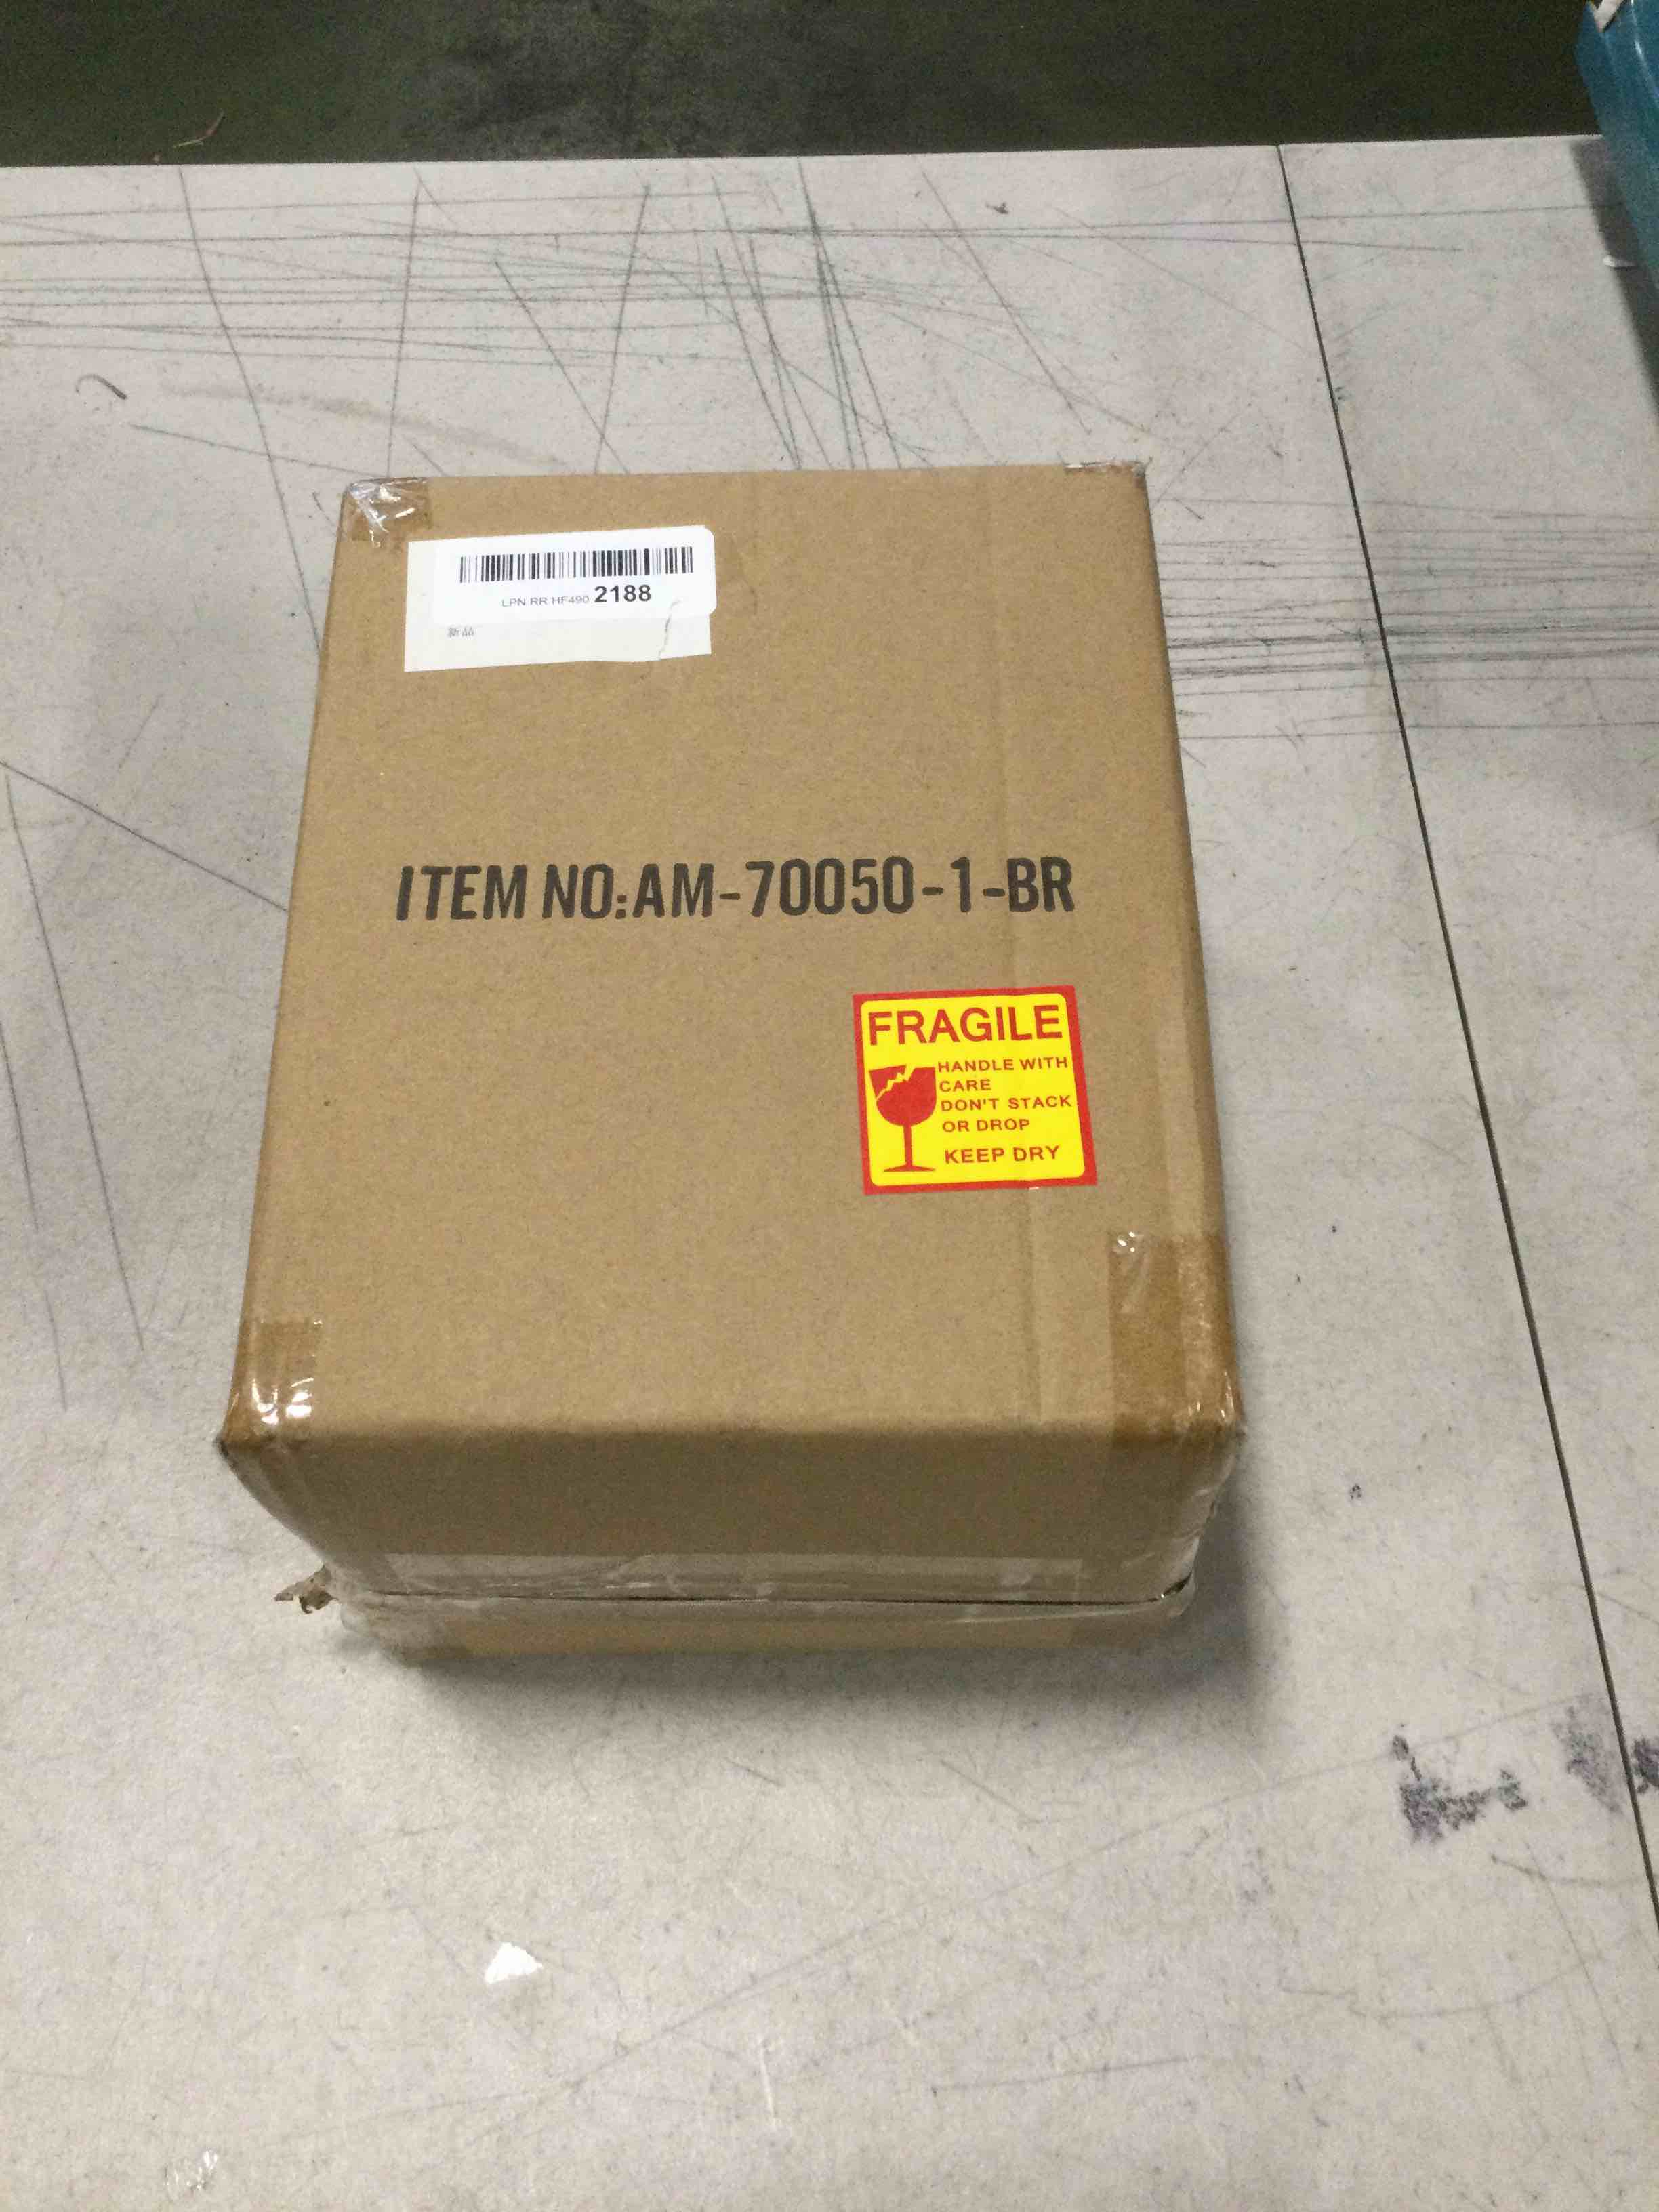 LPN RR HF490 2188
新品
ITEM NO:AM-70050-1-BR
FRAGILE
HANDLE WITH
CARE
DON'T STACK
OR DROP
KEEP DRY